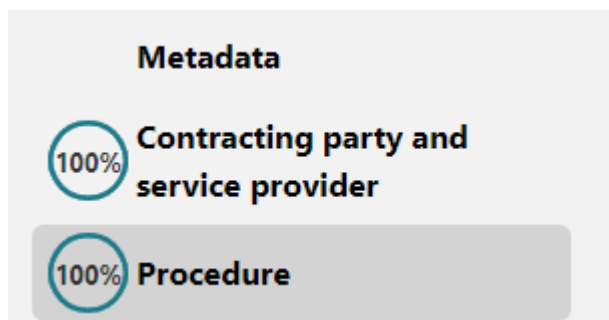 Metadata
100%
Contracting party and
service provider
100%
Procedure